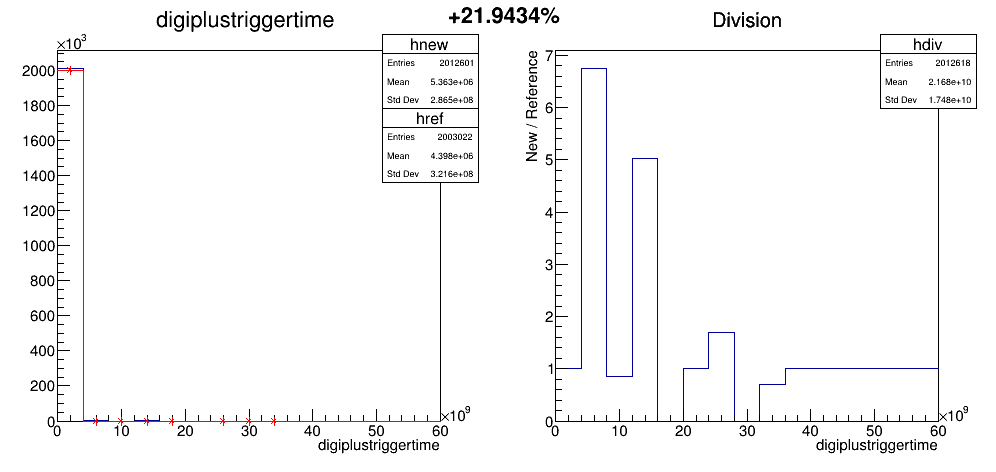 +21.9434%
digiplustriggertime
×10³
hnew
Entries 2012601
Mean 5.363e+06
Std Dev 2.865e+08
href
Entries 2003022
Mean 4.398e+06
Std Dev 3.216e+08
2000
1800
1600
1400
1200
1000
800
600
400
200
0
0 10 20 30 40 50 60
×10⁹
digiplustriggertime
Division
hdiv
Entries 2012618
Mean 2.168e+10
Std Dev 1.748e+10
New / Reference
7
6
5
4
3
2
1
0
0 10 20 30 40 50 60
×10⁹
digiplustriggertime